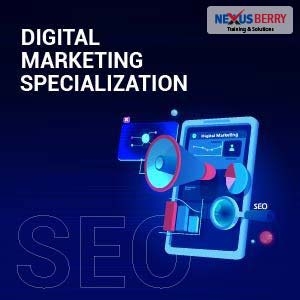 NEXUSBERRY
Training & Solutions
DIGITAL
MARKETING
SPECIALIZATION
Digital Marketing
SEO
SEO